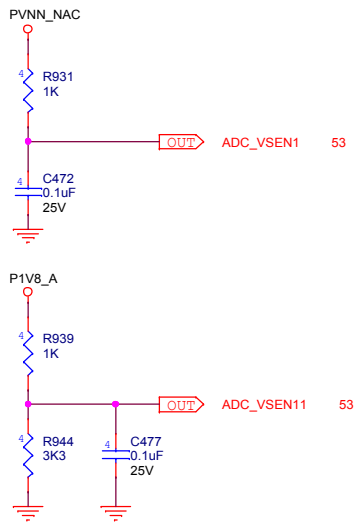 PVNN_NAC
4 R931
1K
OUT ADC_VSEN1 53
4 C472
0.1uF
25V
P1V8_A
4 R939
1K
OUT ADC_VSEN11 53
4 R944 4 C477
3K3 0.1uF
25V